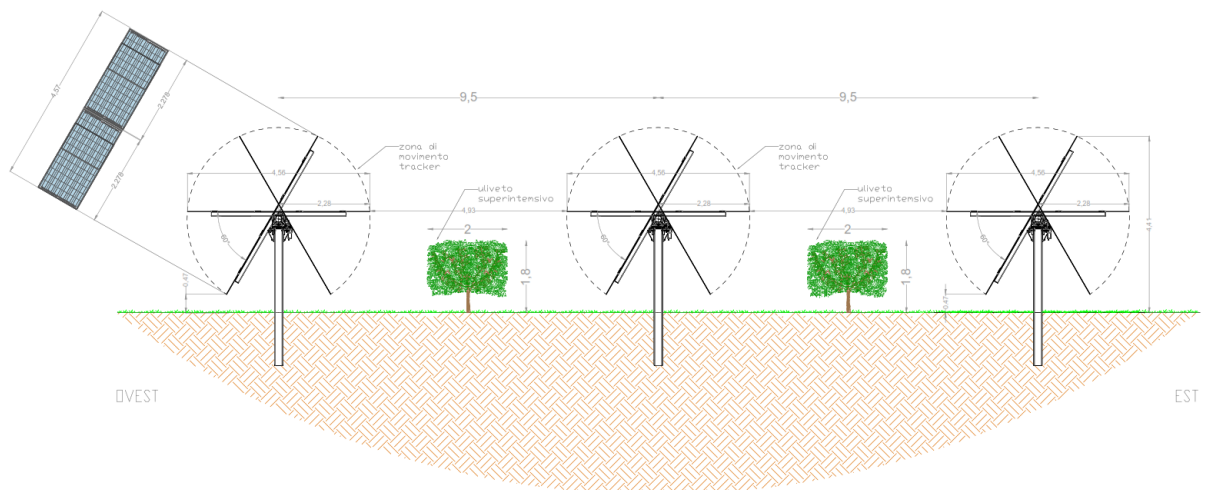 4,57
2,278
2,278
9,5
9,5
zona di
movimento
tracker
zona di
movimento
tracker
4,56
4,56
4,56
uliveto
superintensivo
uliveto
superintensivo
2,28
4,93
2,28
4,93
2,28
2
2
60°
60°
60°
1,8
1,8
4,41
0,47
0,47
OVEST
EST